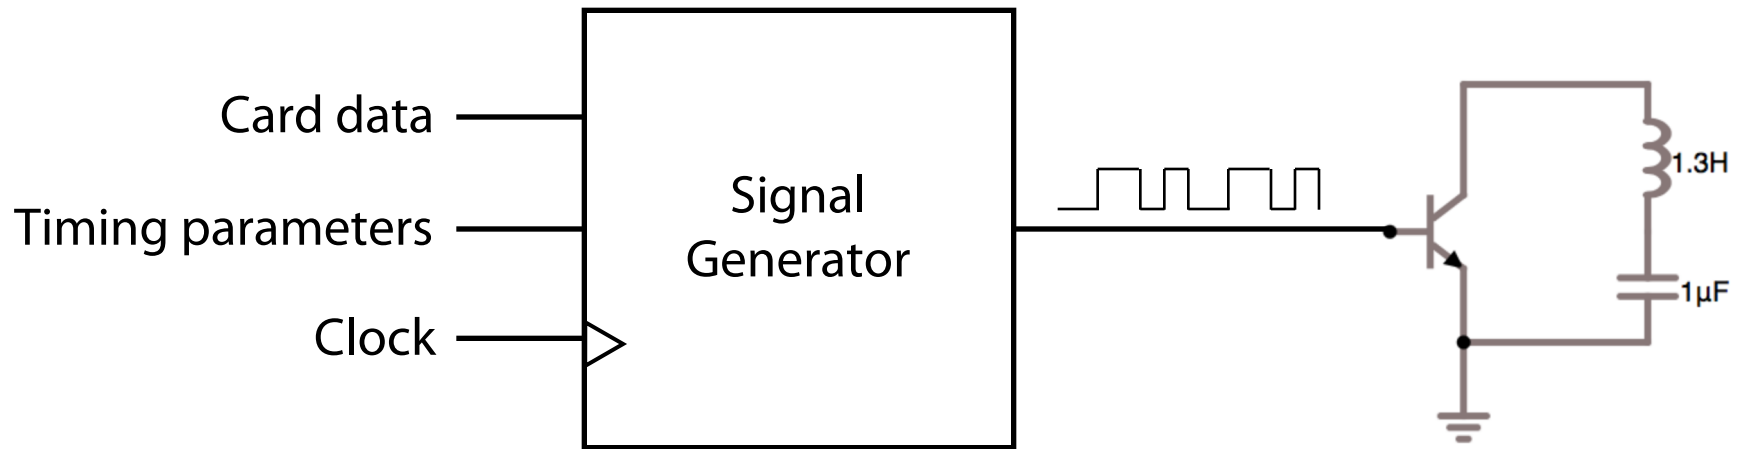 Card data
Timing parameters
Clock
Signal
Generator
1.3H
1µF